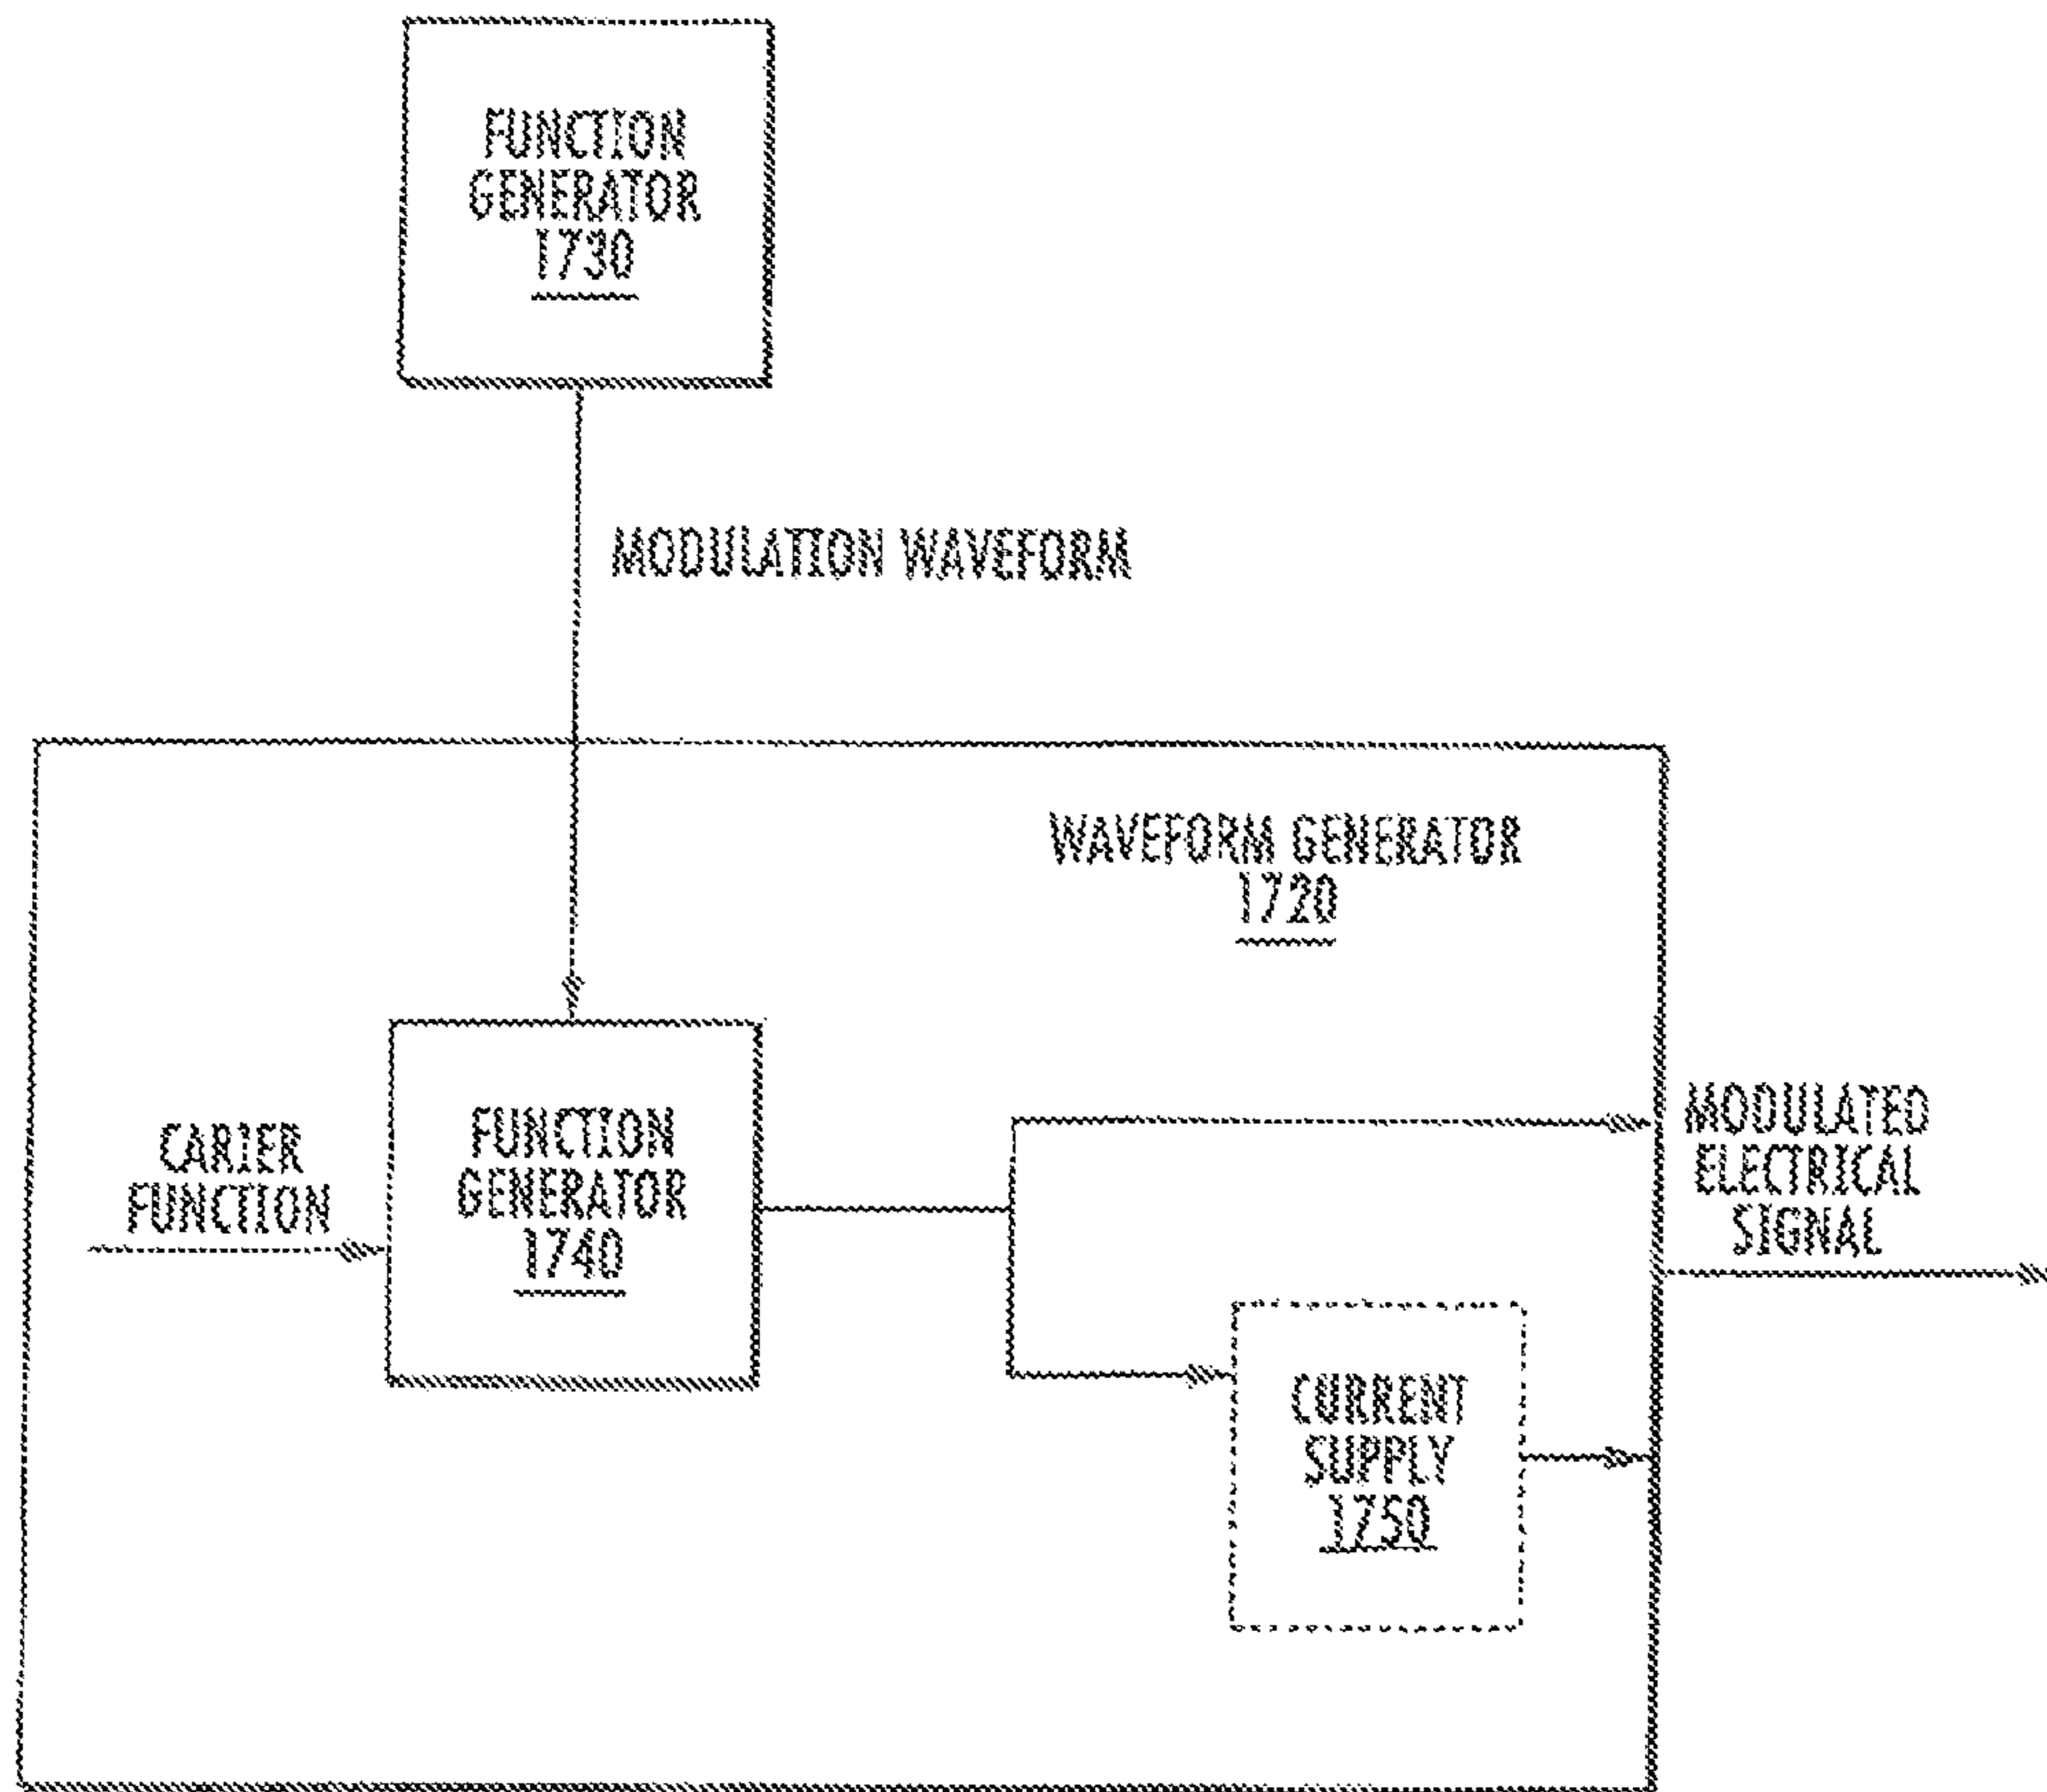 FUNCTION
GENERATOR
1730
MODULATION WAVEFORM
WAVEFORM GENERATOR
1720
CARIER
FUNCTION
FUNCTION
GENERATOR
1740
MODULATED
ELECTRICAL
SIGNAL
CURRENT
SUPPLY
1750